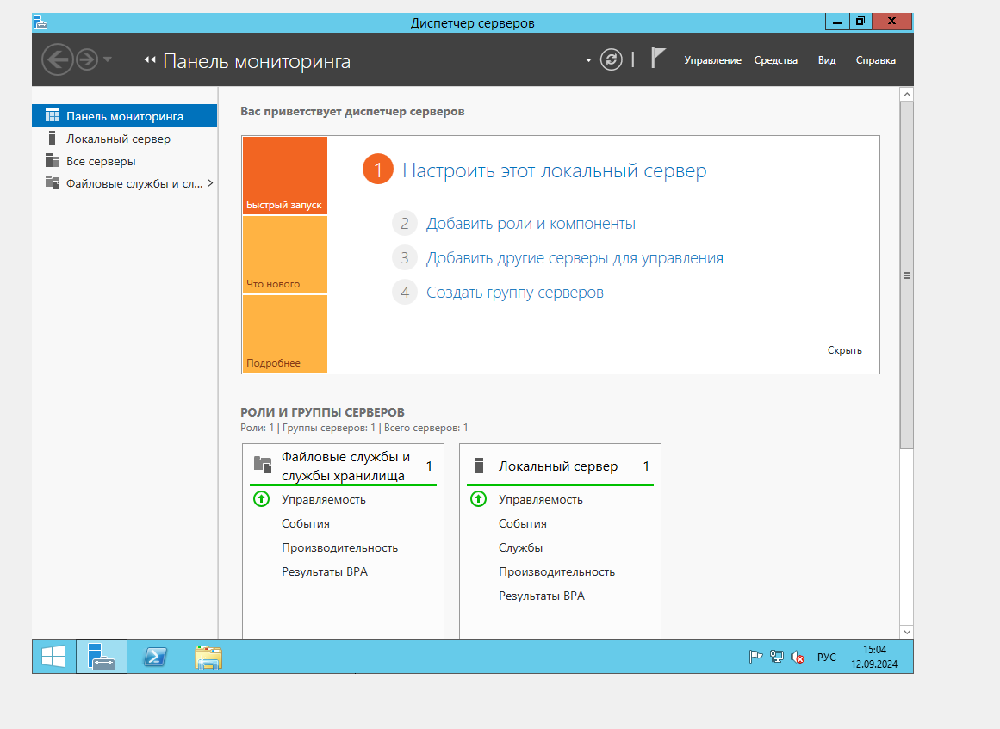 Диспетчер серверов
Панель мониторинга
Управление Средства Вид Справка
Панель мониторинга
Локальный сервер
Все серверы
Файловые службы и сл...
Вас приветствует диспетчер серверов
Быстрый запуск
Что нового
Подробнее
1 Настроить этот локальный сервер
2 Добавить роли и компоненты
3 Добавить другие серверы для управления
4 Создать группу серверов
Скрыть
РОЛИ И ГРУППЫ СЕРВЕРОВ
Роли: 1 | Группы серверов: 1 | Всего серверов: 1
Файловые службы и
службы хранилища
1
Управляемость
События
Производительность
Результаты BPA
Локальный сервер 1
Управляемость
События
Службы
Производительность
Результаты BPA
РУС
15:04
12.09.2024